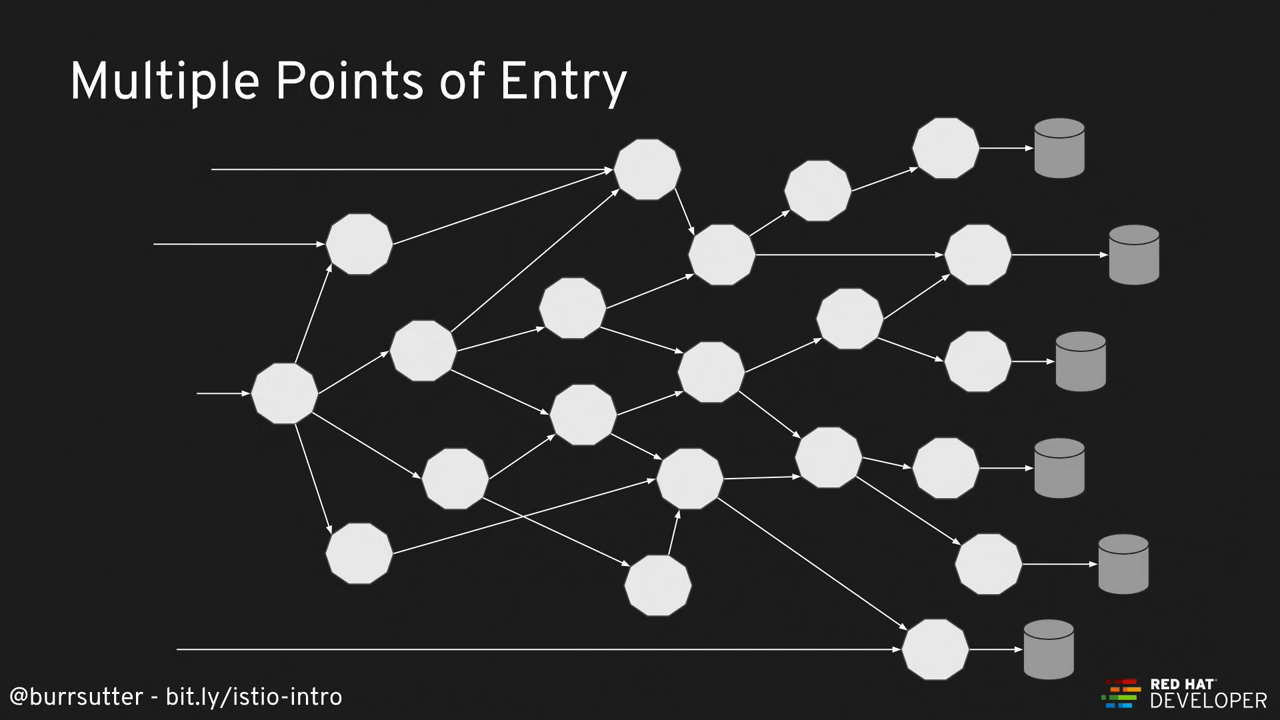 Multiple Points of Entry
@burrsutter - bit.ly/istio-intro
RED HAT
DEVELOPER